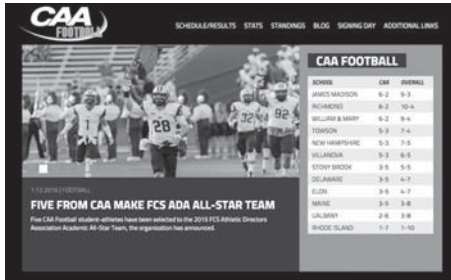 CAA
FOOTBALL
SCHEDULE/RESULTS STATS STANDINGS BLOG SIGNING DAY ADDITIONAL LINKS
CAA FOOTBALL
SCHOOL CAA OVERALL
JAMES MADISON 6-2 9-3
RICHMOND 6-2 10-4
WILLIAM & MARY 6-2 9-4
TOWSON 5-3 7-4
NEW HAMPSHIRE 5-3 7-5
VILLANOVA 5-3 6-5
STONY BROOK 3-5 5-5
DELAWARE 3-5 4-7
ELON 3-5 4-7
MAINE 3-5 3-8
UALBANY 2-6 3-8
RHODE ISLAND 1-7 1-10
1
28
32
92
1.12.2016 | FOOTBALL
FIVE FROM CAA MAKE FCS ADA ALL-STAR TEAM
Five CAA Football student-athletes have been selected to the 2015 FCS Athletic Directors
Association Academic All-Star Team, the organization has announced.